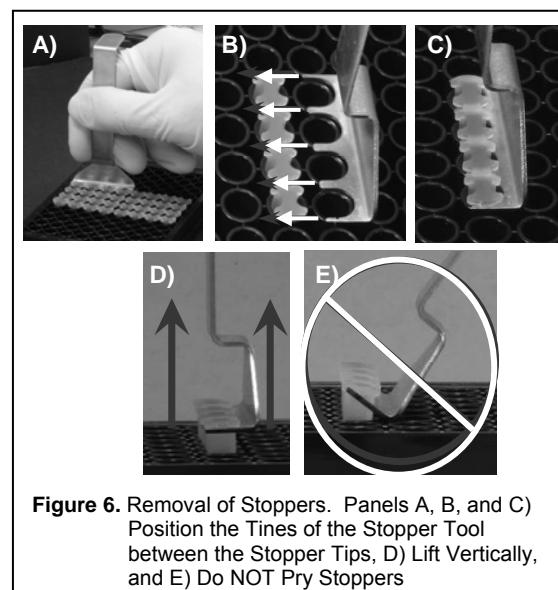 A)
B)
C)
D)
E)
Figure 6. Removal of Stoppers. Panels A, B, and C)
Position the Tines of the Stopper Tool
between the Stopper Tips, D) Lift Vertically,
and E) Do NOT Pry Stoppers